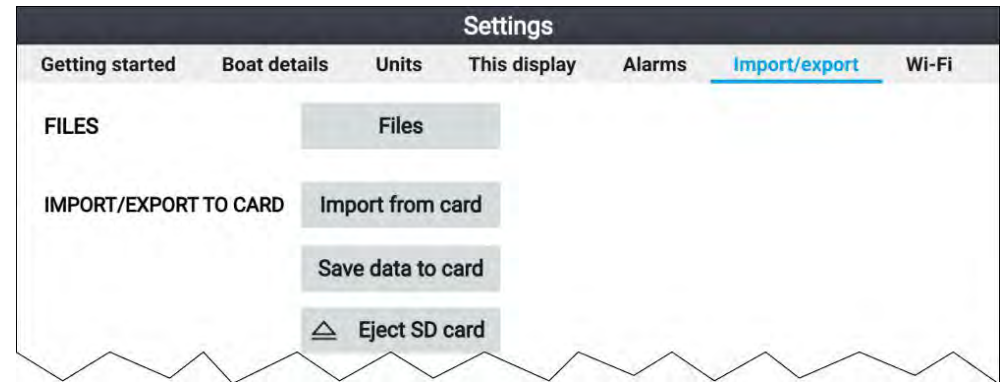 Settings
Getting started Boat details Units This display Alarms Import/export Wi-Fi
FILES Files
IMPORT/EXPORT TO CARD Import from card
Save data to card
Eject SD card